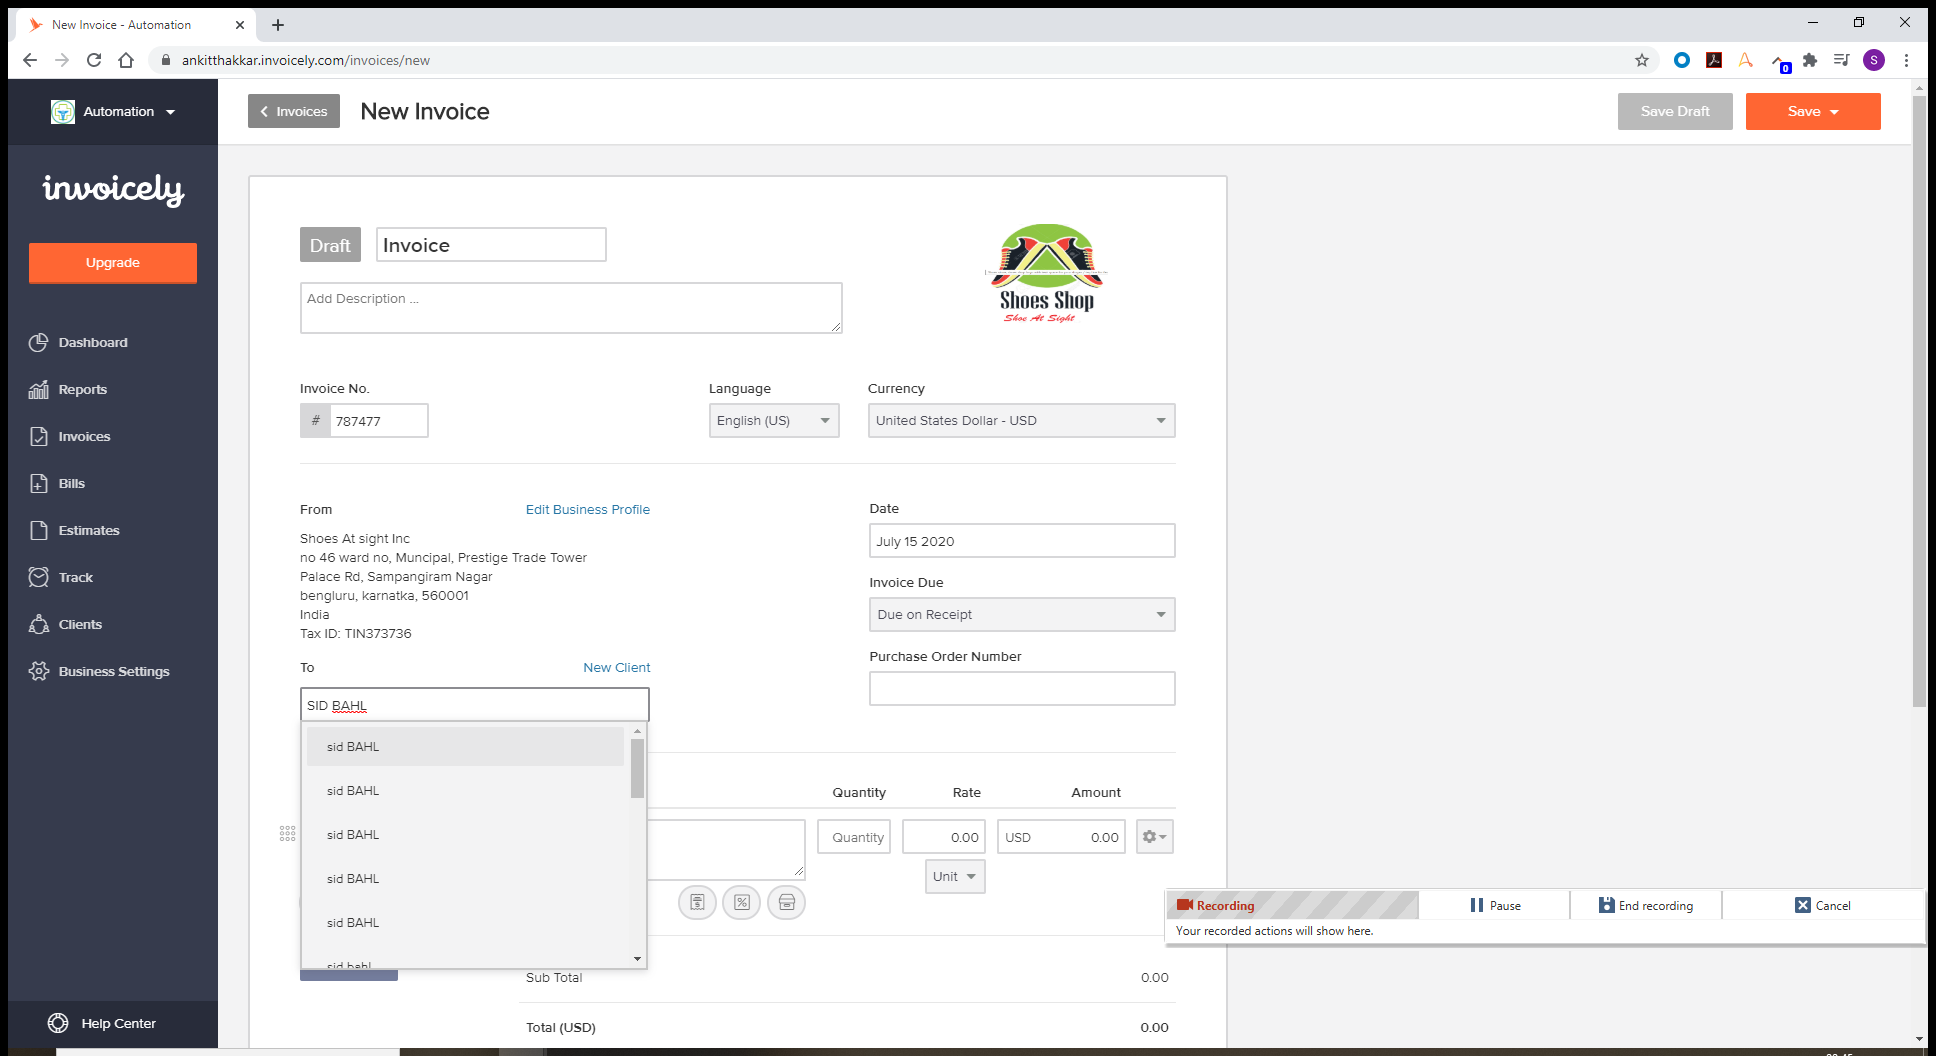 New Invoice - Automation
ankitthakkar.invoicely.com/invoices/new
0
S
Automation
Invoices
New Invoice
Save Draft
Save
invoicely
Upgrade
Dashboard
Reports
Invoices
Bills
Estimates
Track
Clients
Business Settings
Help Center
Draft
Invoice
Add Description ...
Shoes Shop
Shoe At Sight
Invoice No.
Language
Currency
# 787477
English (US)
United States Dollar - USD
From
Edit Business Profile
Shoes At sight Inc
no 46 ward no, Muncipal, Prestige Trade Tower
Palace Rd, Sampangiram Nagar
bengluru, karnatka, 560001
India
Tax ID: TIN373736
Date
July 15 2020
Invoice Due
Due on Receipt
Purchase Order Number
To
New Client
SID BAHL
sid BAHL
sid BAHL
sid BAHL
sid BAHL
sid BAHL
sid bahl
Quantity
Rate
Amount
Quantity
0.00
USD
0.00
Unit
Sub Total
0.00
Total (USD)
0.00
Recording
Pause
End recording
Cancel
Your recorded actions will show here.